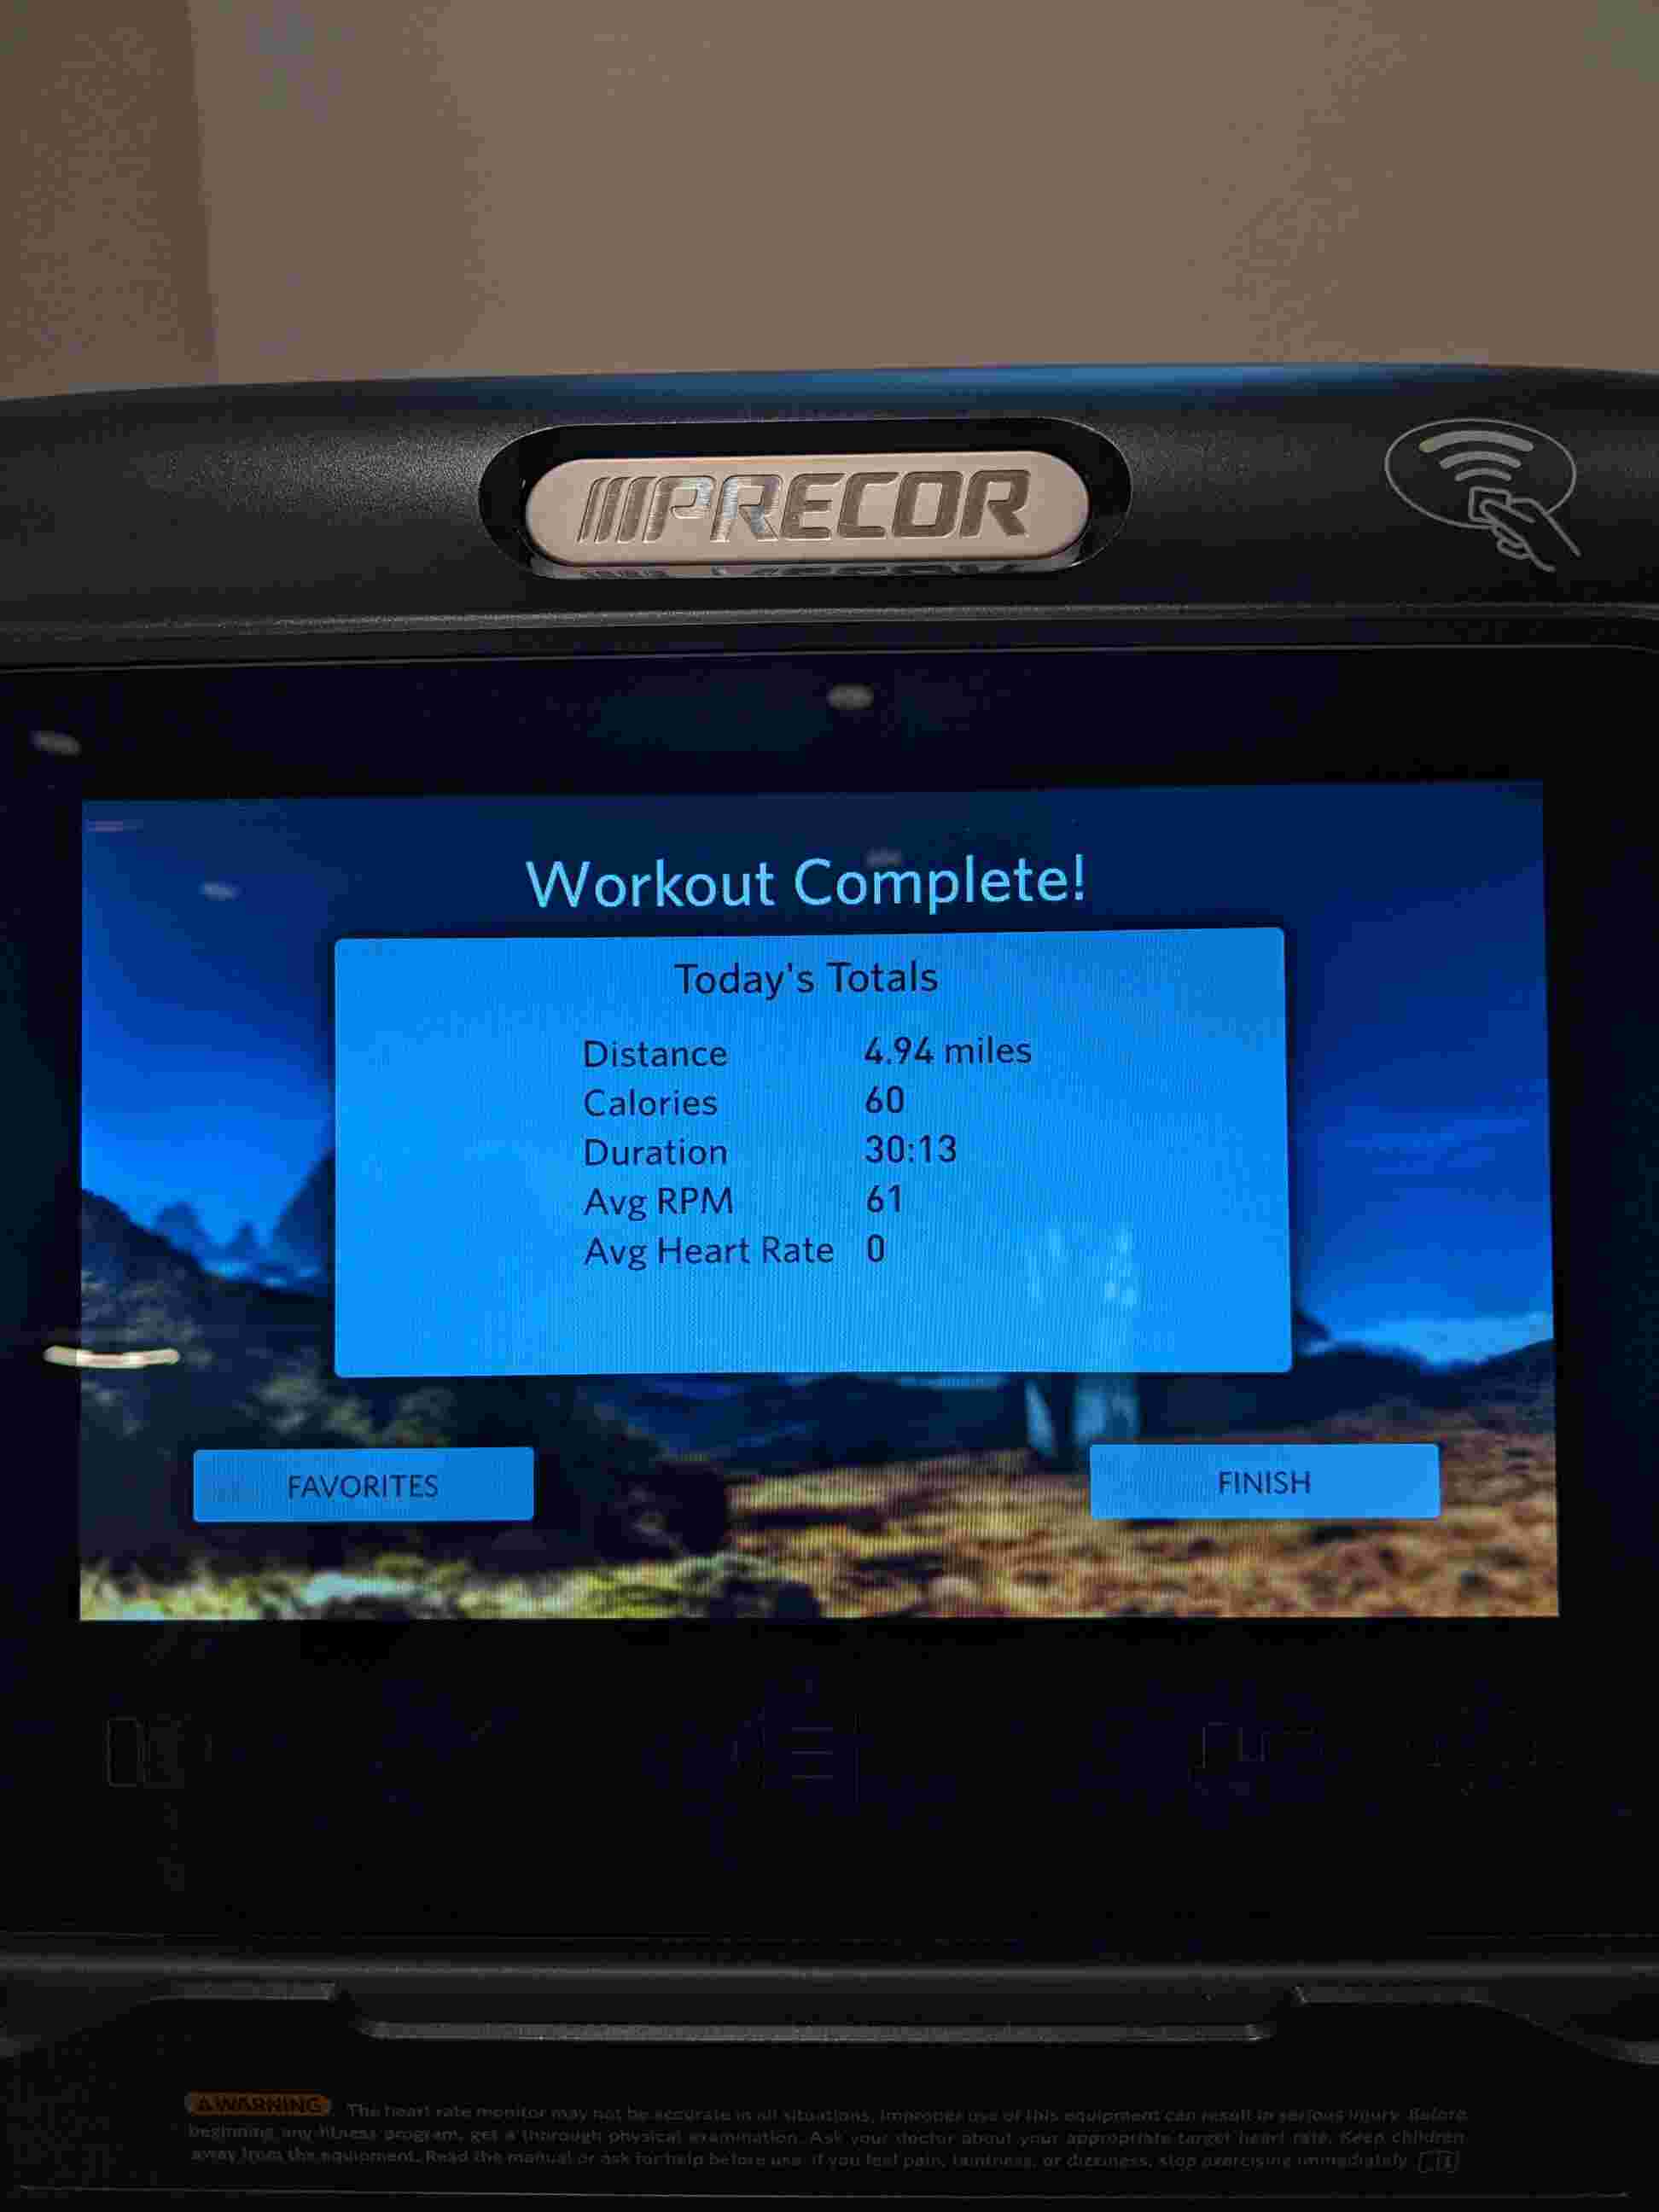 PRECOR
Workout Complete!
Today's Totals
Distance 4.94 miles
Calories 60
Duration 30:13
Avg RPM 61
Avg Heart Rate 0
FAVORITES
FINISH
WARNING The heart rate monitor may not be accurate in all situations. Improper use of this equipment can result in serious injury. Before
beginning any fitness program, get a thorough physical examination. Ask your doctor about your appropriate target heart rate. Keep children
away from the equipment. Read the manual or ask for help before use. If you feel pain, faintness, or dizziness, stop exercising immediately.